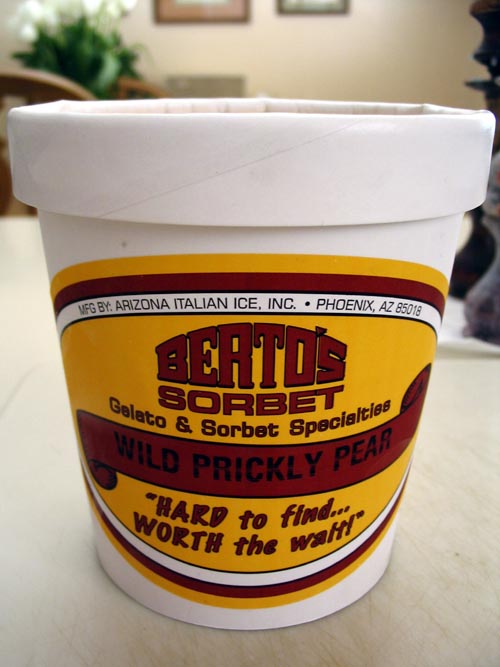 MFG BY: ARIZONA ITALIAN ICE, INC. • PHOENIX, AZ 85018
BERTO'S
SORBET
Gelato & Sorbet Specialties
WILD PRICKLY PEAR
"HARD to find...
WORTH the wait!"